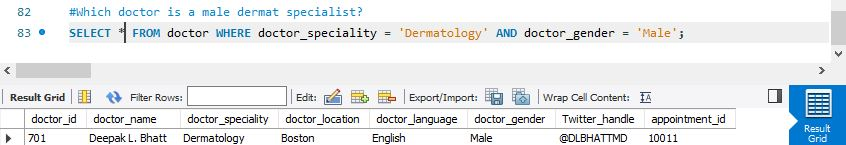 82 #Which doctor is a male dermat specialist?
83 SELECT * FROM doctor WHERE doctor_speciality = 'Dermatology' AND doctor_gender = 'Male';
Result Grid Filter Rows: Edit: Export/Import: Wrap Cell Content: IA
doctor_id doctor_name doctor_speciality doctor_location doctor_language doctor_gender Twitter_handle appointment_id
701 Deepak L. Bhatt Dermatology Boston English Male @DLBHATTMD 10011
Result
Grid